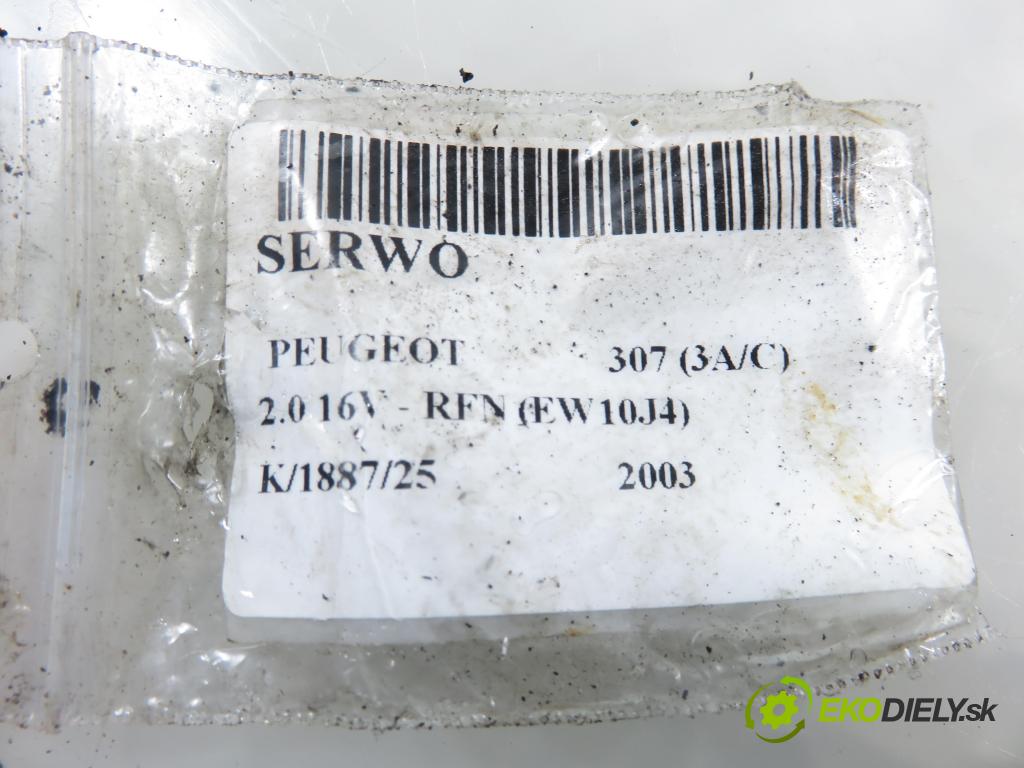 SERWO
PEUGEOT 307 (3A/C)
2.0 16V - RFN (EW10J4)
K/1887/25 2003
EKODIELY.sk